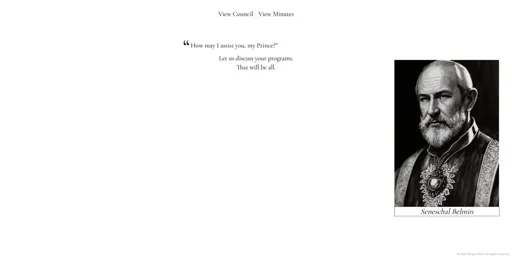 View Council View Minutes
“ How may I assist you, my Prince?"
Let us discuss your programs.
That will be all.
Seneschal Belmin